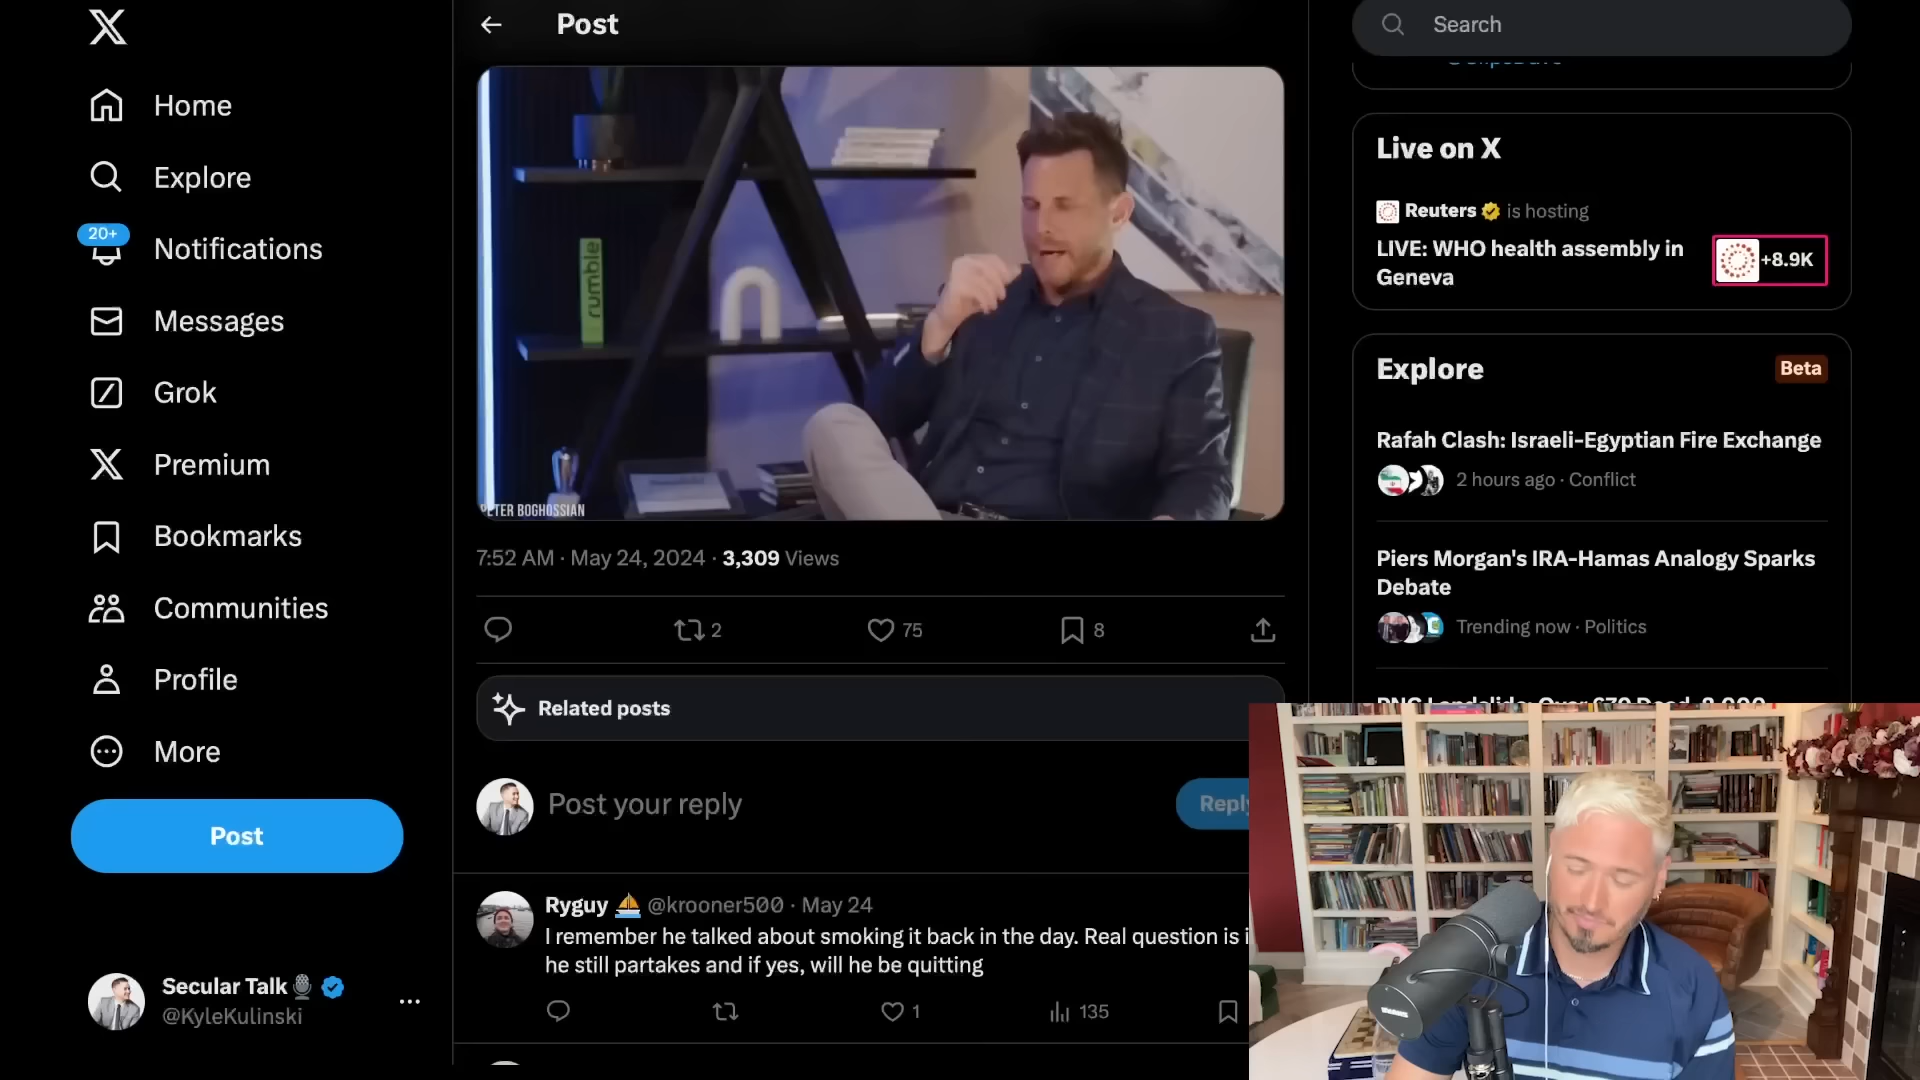 Home
Explore
20+
Notifications
Messages
Grok
Premium
Bookmarks
Communities
Profile
More
Post
Secular Talk
@KyleKulinski
Post
rumble
PETER BOGHOSSIAN
7:52 AM · May 24, 2024 · 3,309 Views
2
75
8
Related posts
Post your reply
Reply
Ryguy @krooner500 · May 24
I remember he talked about smoking it back in the day. Real question is i
he still partakes and if yes, will he be quitting
1
135
Search
Live on X
Reuters is hosting
LIVE: WHO health assembly in
Geneva
+8.9K
Explore
Beta
Rafah Clash: Israeli-Egyptian Fire Exchange
2 hours ago · Conflict
Piers Morgan's IRA-Hamas Analogy Sparks
Debate
Trending now · Politics